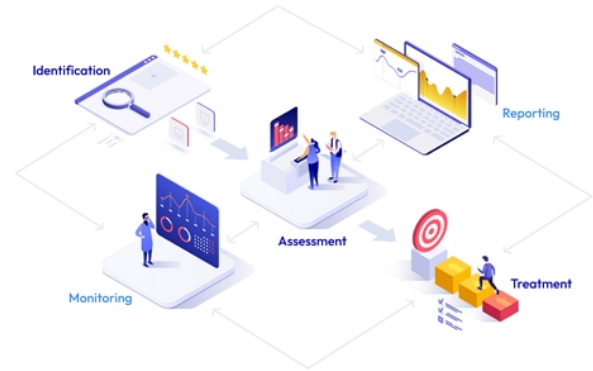 Identification
Reporting
Assessment
Monitoring
Treatment